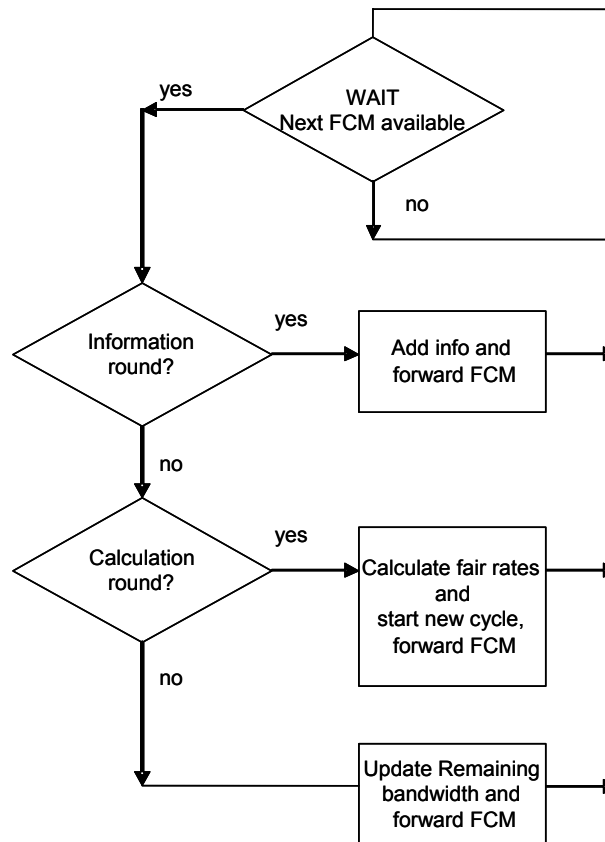 WAIT
Next FCM available
yes
no
Information
round?
yes
Add info and
forward FCM
no
Calculation
round?
yes
Calculate fair rates
and
start new cycle,
forward FCM
no
Update Remaining
bandwidth and
forward FCM